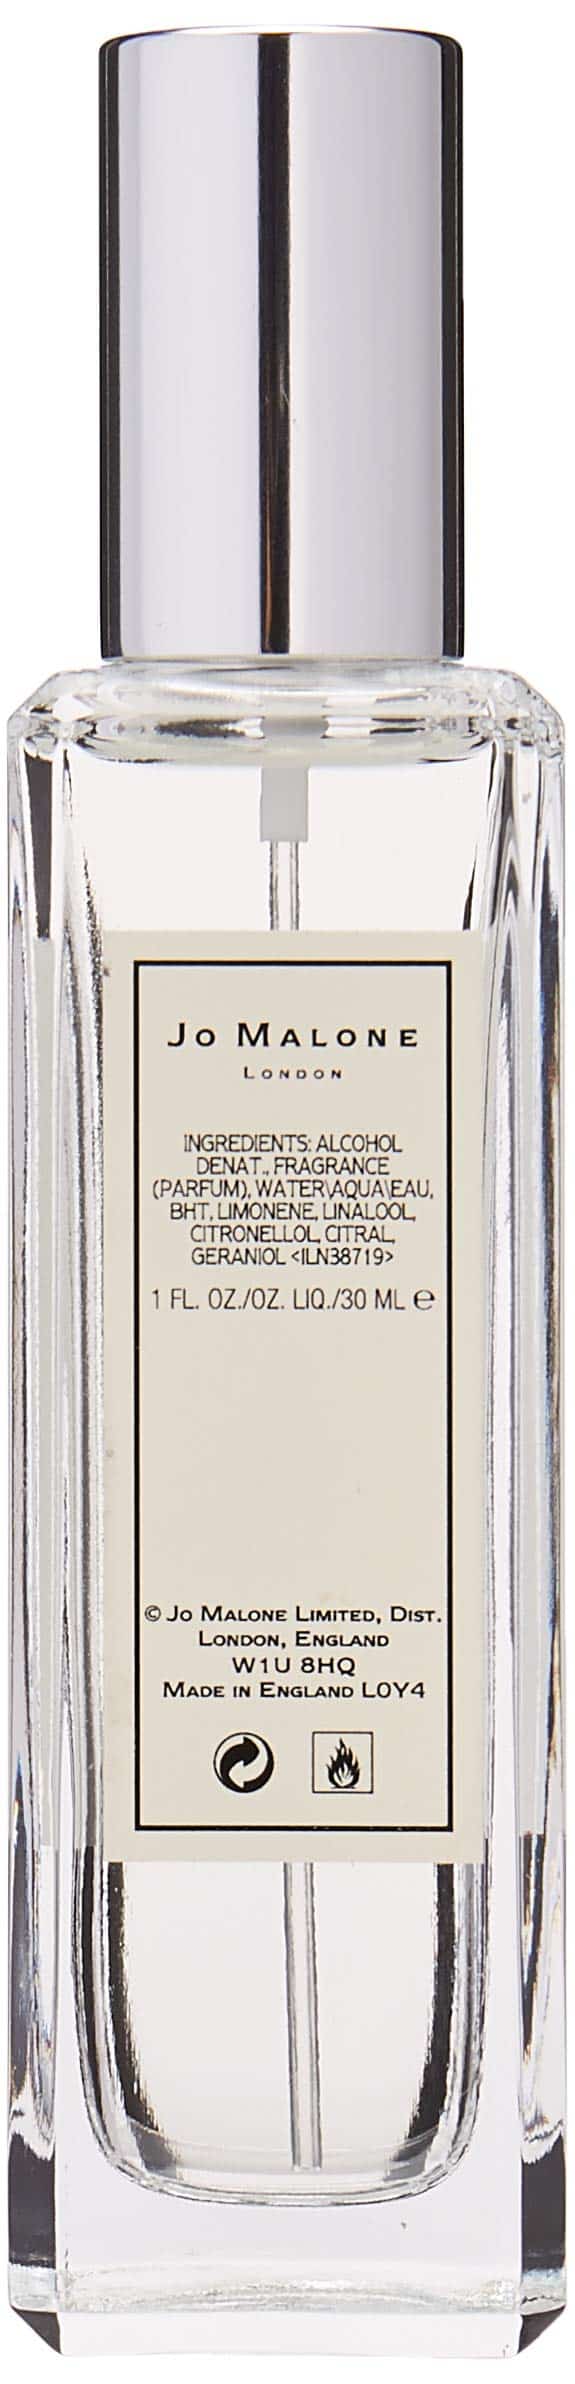 JO MALONE
LONDON
INGREDIENTS: ALCOHOL
DENAT., FRAGRANCE
(PARFUM), WATER\AQUA\EAU,
BHT, LIMONENE, LINALOOL,
CITRONELLOL, CITRAL,
GERANIOL <ILN38719>
1 FL. OZ./OZ. LIQ./30 ML ℮
© JO MALONE LIMITED, DIST.
LONDON, ENGLAND
W1U 8HQ
MADE IN ENGLAND L0Y4